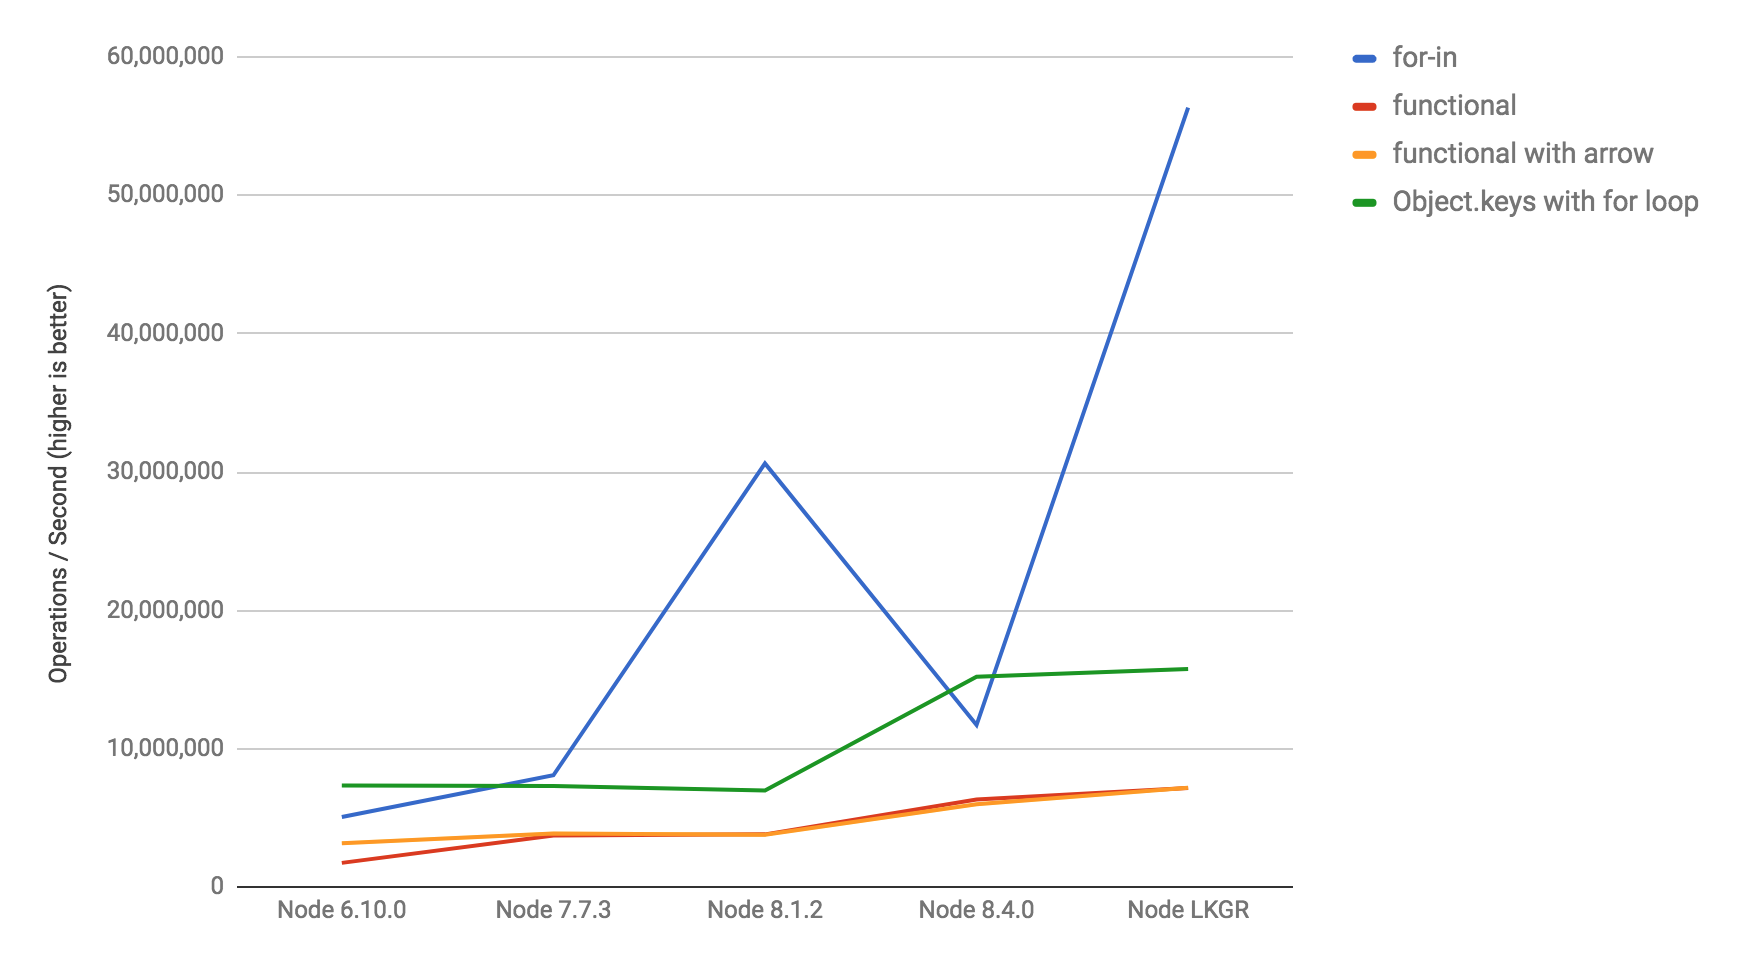 60,000,000
50,000,000
40,000,000
30,000,000
20,000,000
10,000,000
0
Operations / Second (higher is better)
Node 6.10.0
Node 7.7.3
Node 8.1.2
Node 8.4.0
Node LKGR
for-in
functional
functional with arrow
Object.keys with for loop